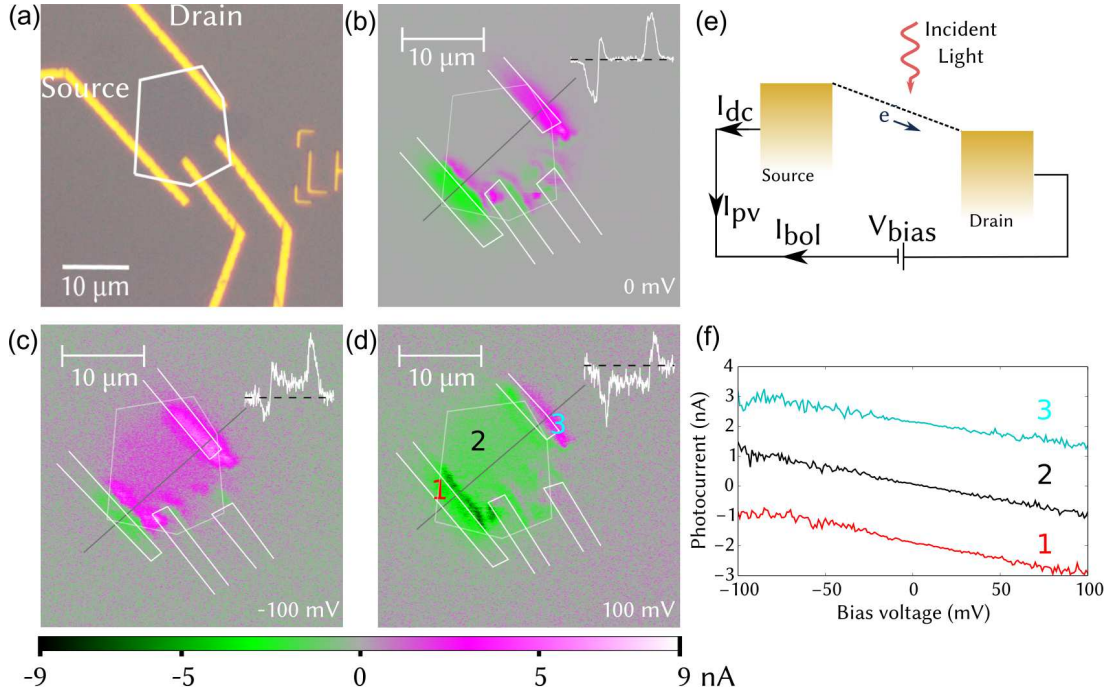 (a)
Drain
Source
10 µm
(b)
10 µm
0 mV
(e)
Incident
Light
I_dc
e
Source
I_pv
Drain
I_bol
V_bias
(c)
10 µm
-100 mV
(d)
10 µm
1
2
3
100 mV
(f)
Photocurrent (nA)
4
3
2
1
0
−1
−2
−3
3
2
1
−100
−50
0
50
100
Bias voltage (mV)
-9
-5
0
5
9 nA